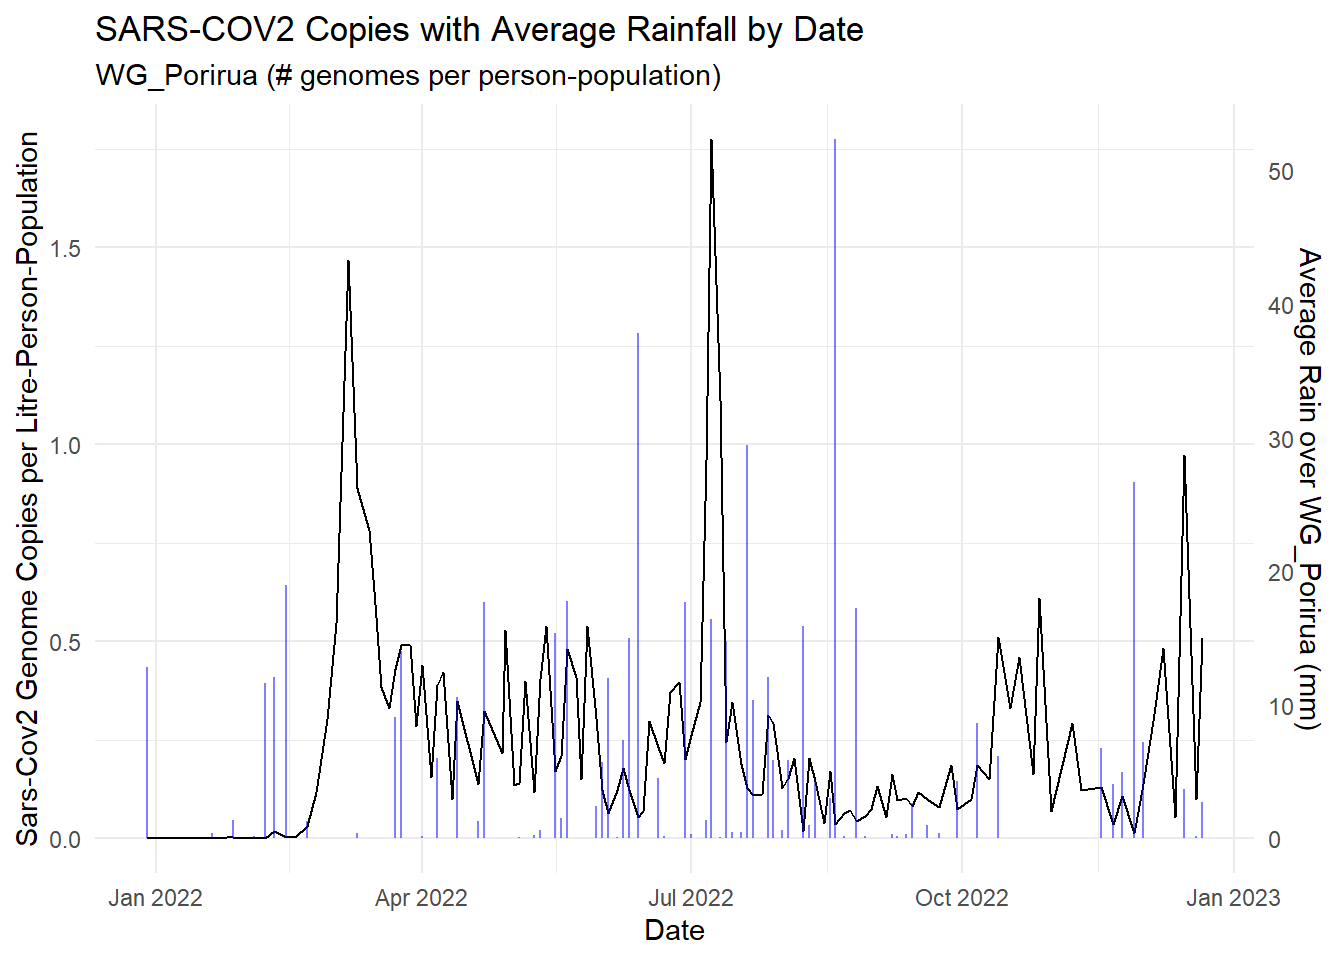 SARS-COV2 Copies with Average Rainfall by Date
WG_Porirua (# genomes per person-population)
Sars-Cov2 Genome Copies per Litre-Person-Population
1.5
1.0
0.5
0.0
50
40
30
20
10
0
Average Rain over WG_Porirua (mm)
Jan 2022
Apr 2022
Jul 2022
Oct 2022
Jan 2023
Date